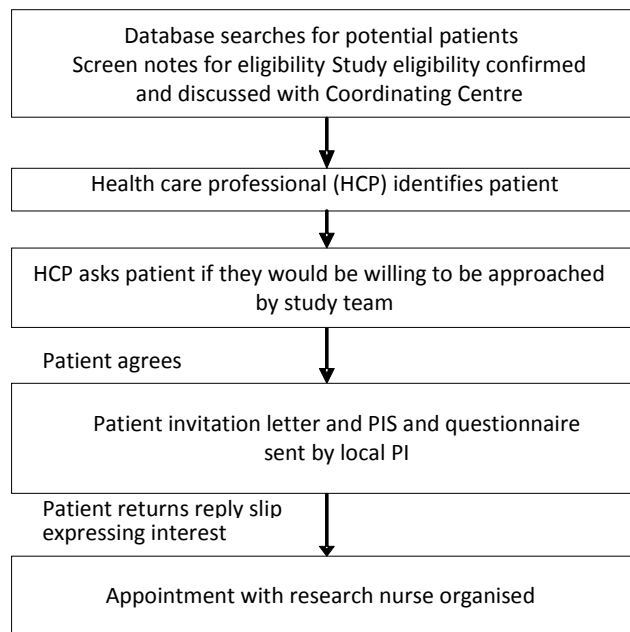 Database searches for potential patients
Screen notes for eligibility Study eligibility confirmed
and discussed with Coordinating Centre
Health care professional (HCP) identifies patient
HCP asks patient if they would be willing to be approached
by study team
Patient agrees
Patient invitation letter and PIS and questionnaire
sent by local PI
Patient returns reply slip
expressing interest
Appointment with research nurse organised